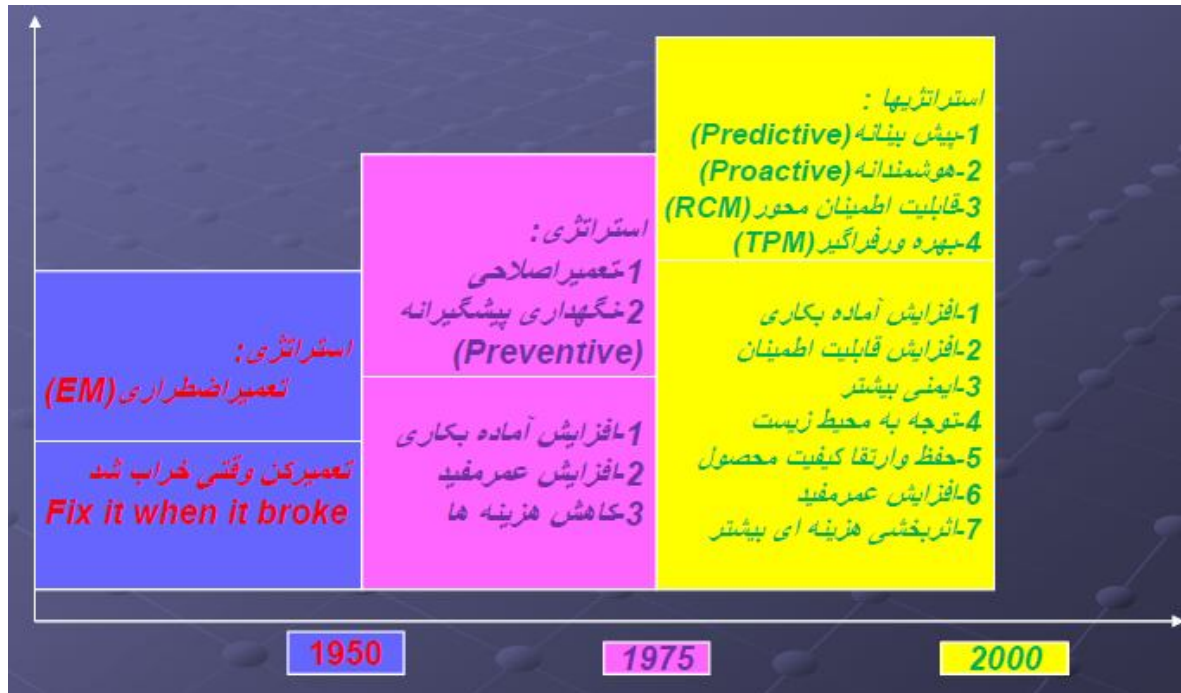 استراتژی:
تعمیراضطراری (EM)
تعمیرکن وقتی خراب شد
Fix it when it broke
استراتژی:
1-تعمیراصلاحی
2-نگهداری پیشگیرانه
(Preventive)
1-افزایش آماده بکاری
2-افزایش عمرمفید
3-کاهش هزینه ها
استراتژیها :
1-پیش بینانه (Predictive)
2-هوشمندانه (Proactive)
3-قابلیت اطمینان محور (RCM)
4-بهره ورفراگیر (TPM)
1-افزایش آماده بکاری
2-افزایش قابلیت اطمینان
3-ایمنی بیشتر
4-توجه به محیط زیست
5-حفظ وارتقا کیفیت محصول
6-افزایش عمرمفید
7-اثربخشی هزینه ای بیشتر
1950
1975
2000